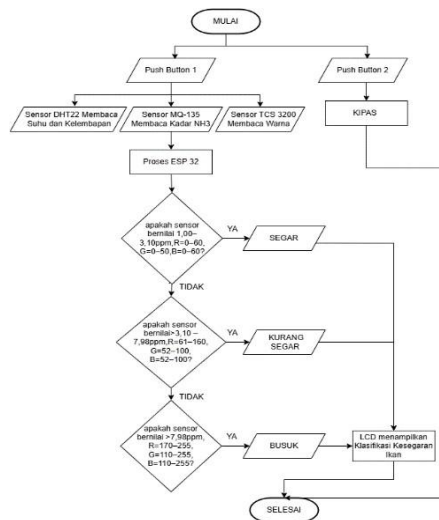 MULAI
Push Button 1
Push Button 2
Sensor DHT22 Membaca
Suhu dan Kelembapan
Sensor MQ-135
Membaca Kadar NH3
Sensor TCS 3200
Membaca Warna
KIPAS
Proses ESP 32
apakah sensor
bernilai 1,00–
3,10ppm,R=0–60,
G=0–50,B=0–60?
YA
SEGAR
TIDAK
apakah sensor
bernilai>3,10 –
7,98ppm,R=61–160,
G=52–100,
B=52–100?
YA
KURANG
SEGAR
TIDAK
apakah sensor
bernilai >7,98ppm,
R=170–255,
G=110–255,
B=110–255?
YA
BUSUK
LCD menampilkan
Klasifikasi Kesegaran
Ikan
SELESAI